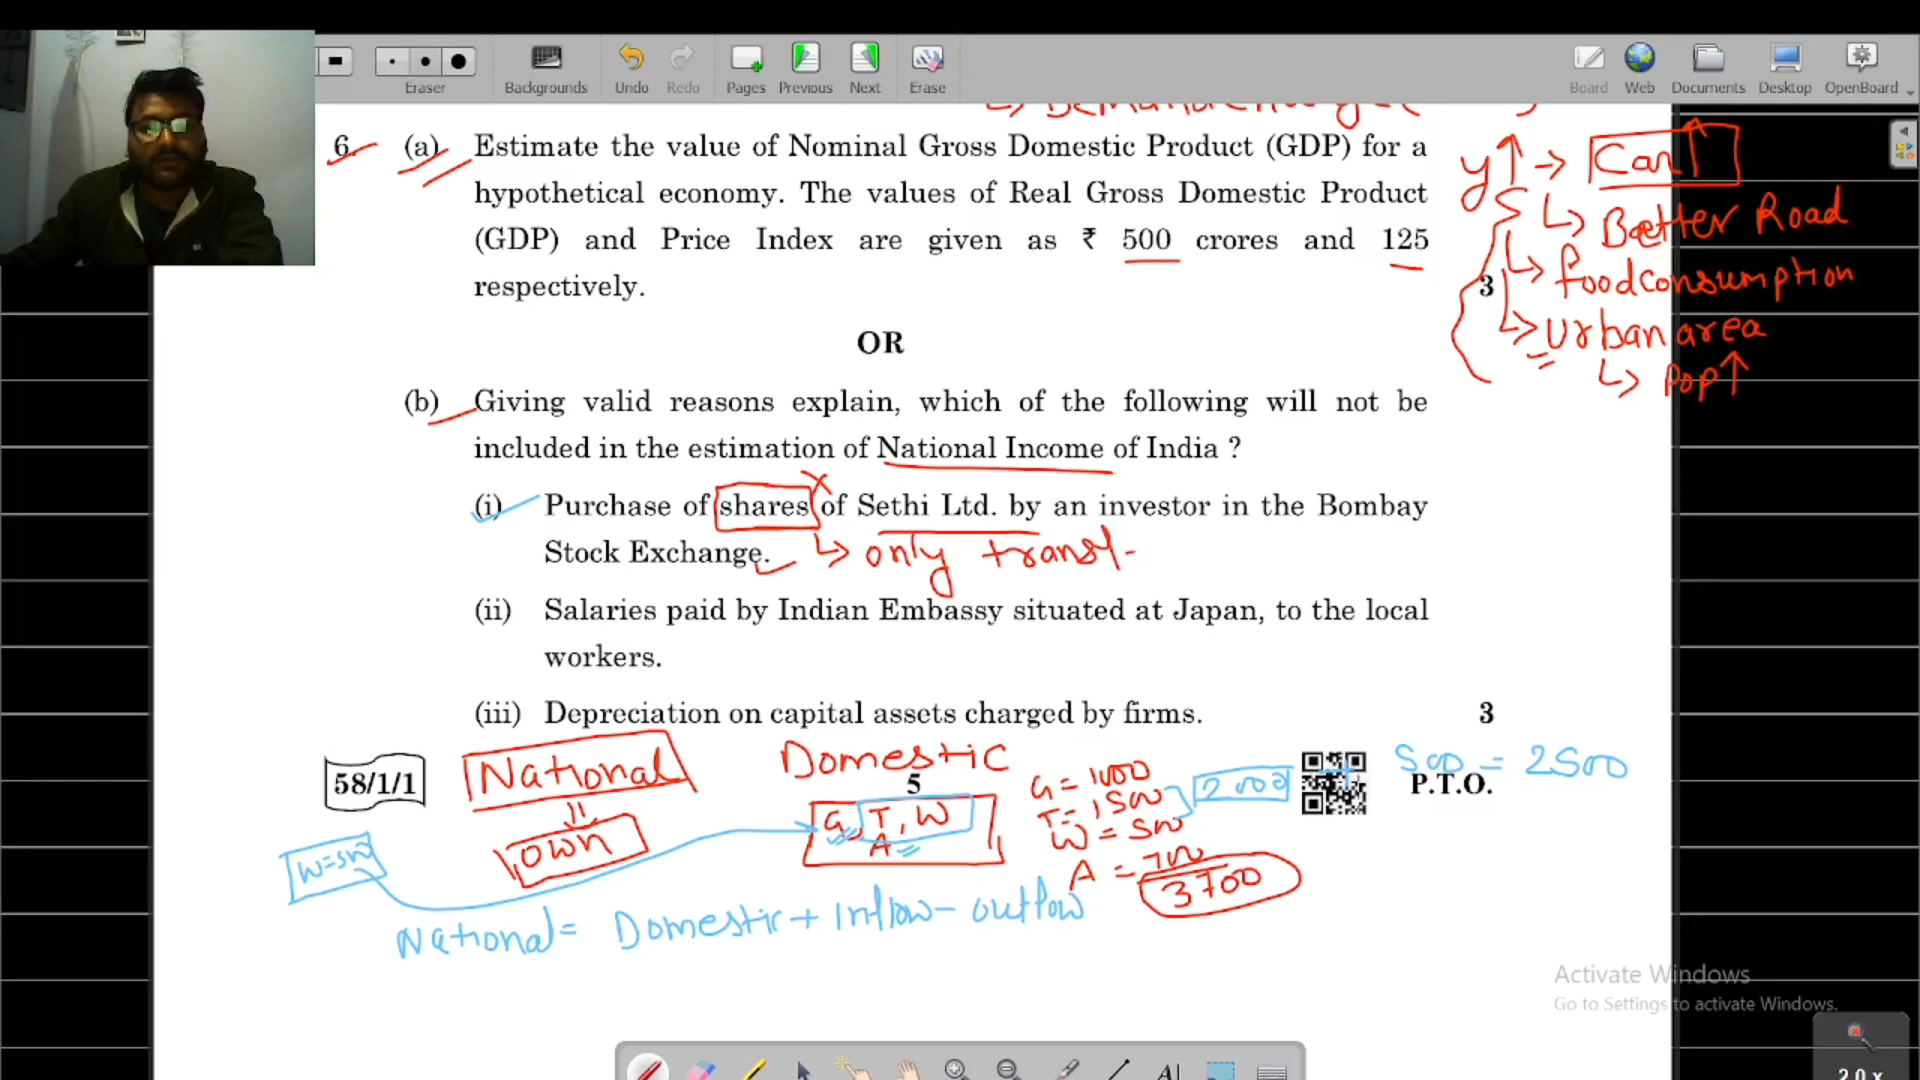 Eraser
Backgrounds
Undo
Redo
Pages
Previous
Next
Erase
Board
Web
Documents
Desktop
OpenBoard
6. (a) Estimate the value of Nominal Gross Domestic Product (GDP) for a
hypothetical economy. The values of Real Gross Domestic Product
(GDP) and Price Index are given as ₹ 500 crores and 125
respectively.
3
OR
(b) Giving valid reasons explain, which of the following will not be
included in the estimation of National Income of India ?
(i) Purchase of shares of Sethi Ltd. by an investor in the Bombay
Stock Exchange.
only transf-
(ii) Salaries paid by Indian Embassy situated at Japan, to the local
workers.
(iii) Depreciation on capital assets charged by firms.
3
y↑ → Car↑
Better Road
food consumption
Urban area
Pop↑
58/1/1
5
P.T.O.
National
own
Domestic
G, T, W
A
G = 1000
T = 1500
W = 500
A = 700
3700
2000 + 500 = 2500
W=500
National = Domestic + Inflow - outflow
Activate Windows
Go to Settings to activate Windows.
2.0 x